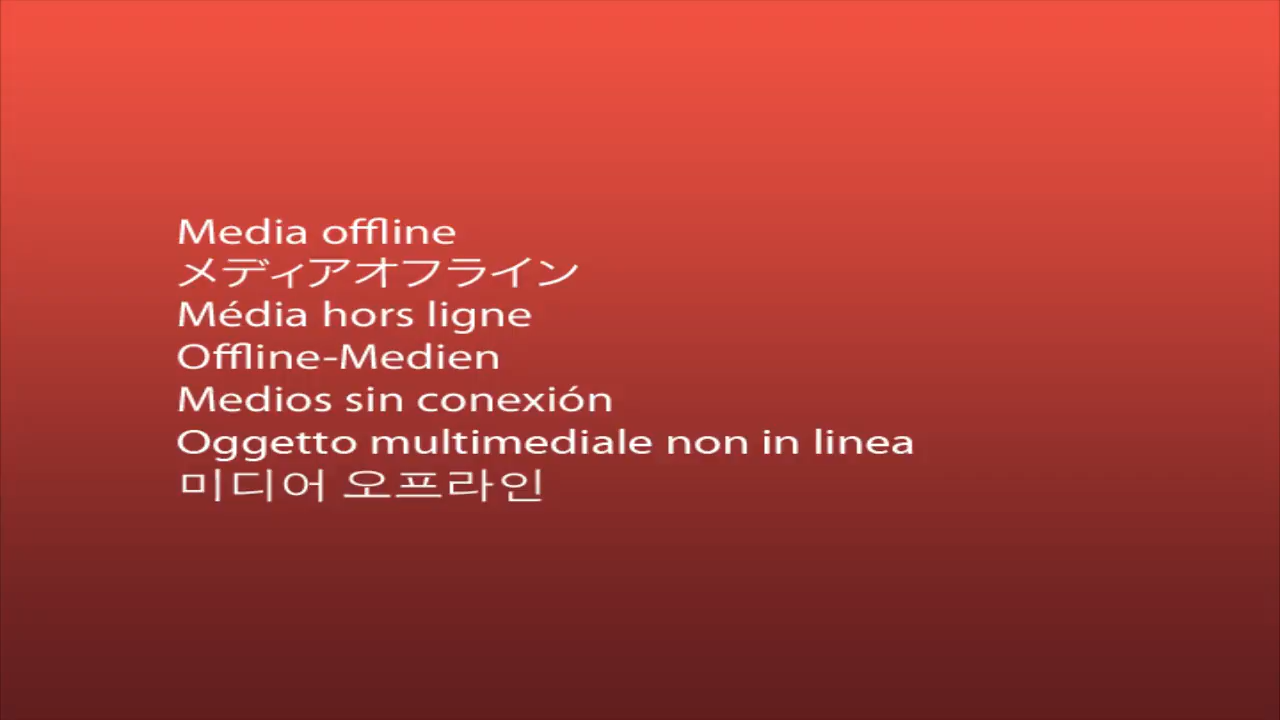 Media offline
メディアオフライン
Média hors ligne
Offline-Medien
Medios sin conexión
Oggetto multimediale non in linea
미디어 오프라인